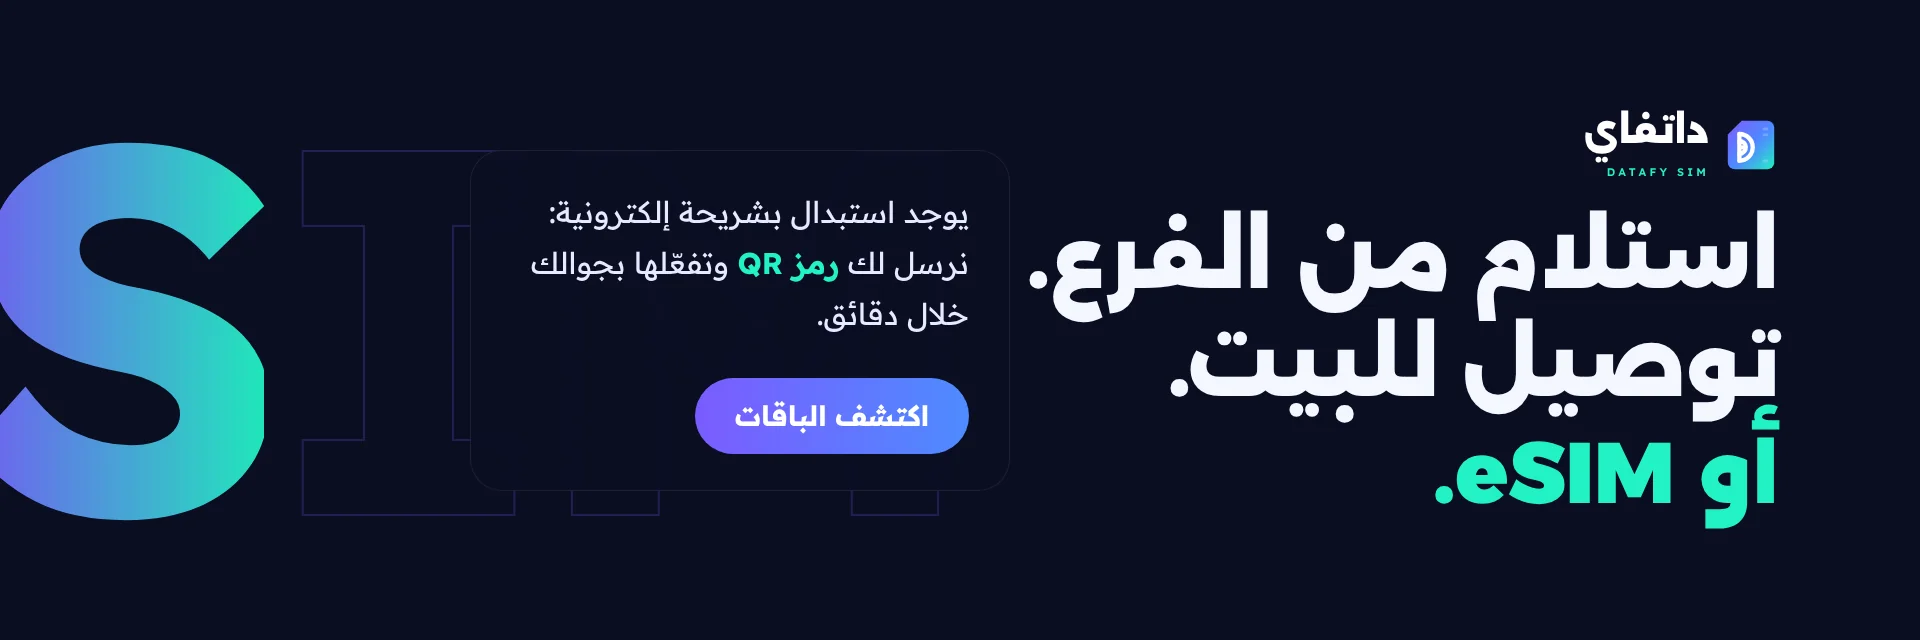 داتفاي
DATAFY SIM
استلام من الفرع.
توصيل للبيت.
أو eSIM.
يوجد استبدال بشريحة إلكترونية:
نرسل لك رمز QR وتفعّلها بجوالك
خلال دقائق.
اكتشف الباقات
SIM